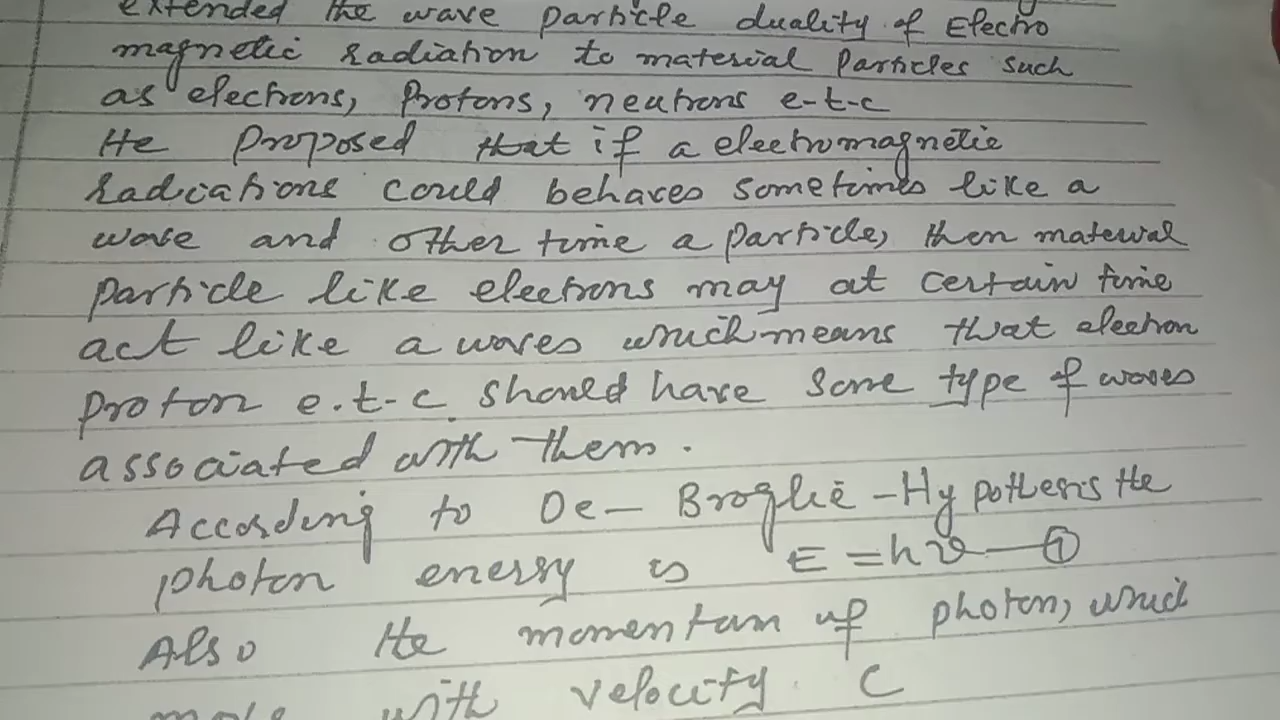 extended the wave particle duality of Electro
magnetic radiation to material particles such
as electrons, Protons, neutrons e-t-c
He proposed that if a electromagnetic
radiations could behaves sometimes like a
wave and other time a particle, then material
particle like electrons may at certain time
act like a waves which means that electron
proton e.t-c should have some type of waves
associated with them.
According to De-Broglie-Hypothesis the
photon energy is E=hν—①
Also the momentum of photon, which
with velocity C